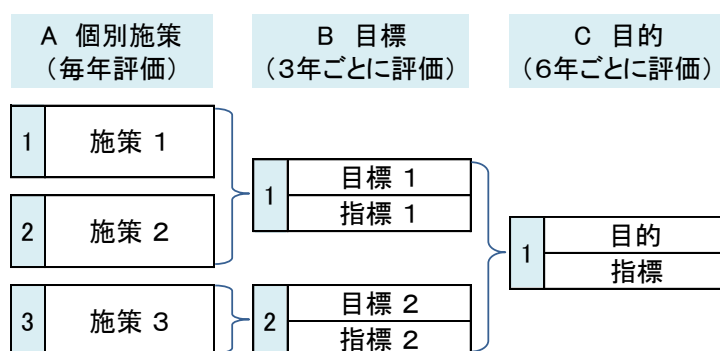 A 個別施策
（毎年評価）
B 目標
（３年ごとに評価）
C 目的
（６年ごとに評価）
1
施策 １
2
施策 ２
3
施策 ３
1
目標 １
指標 １
2
目標 ２
指標 ２
1
目的
指標